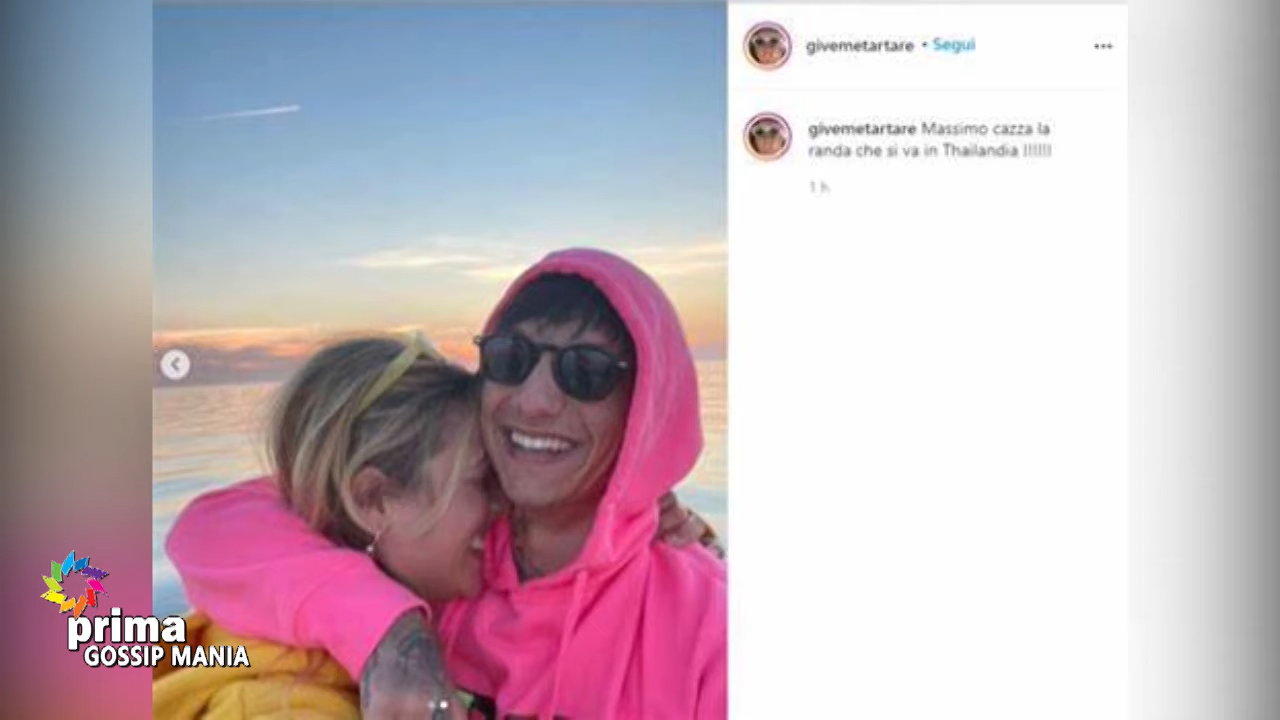 givemetartare • Segui
givemetartare Massimo cazza la
randa che si va in Thailandia !!!!!!
1 h
prima
GOSSIP MANIA